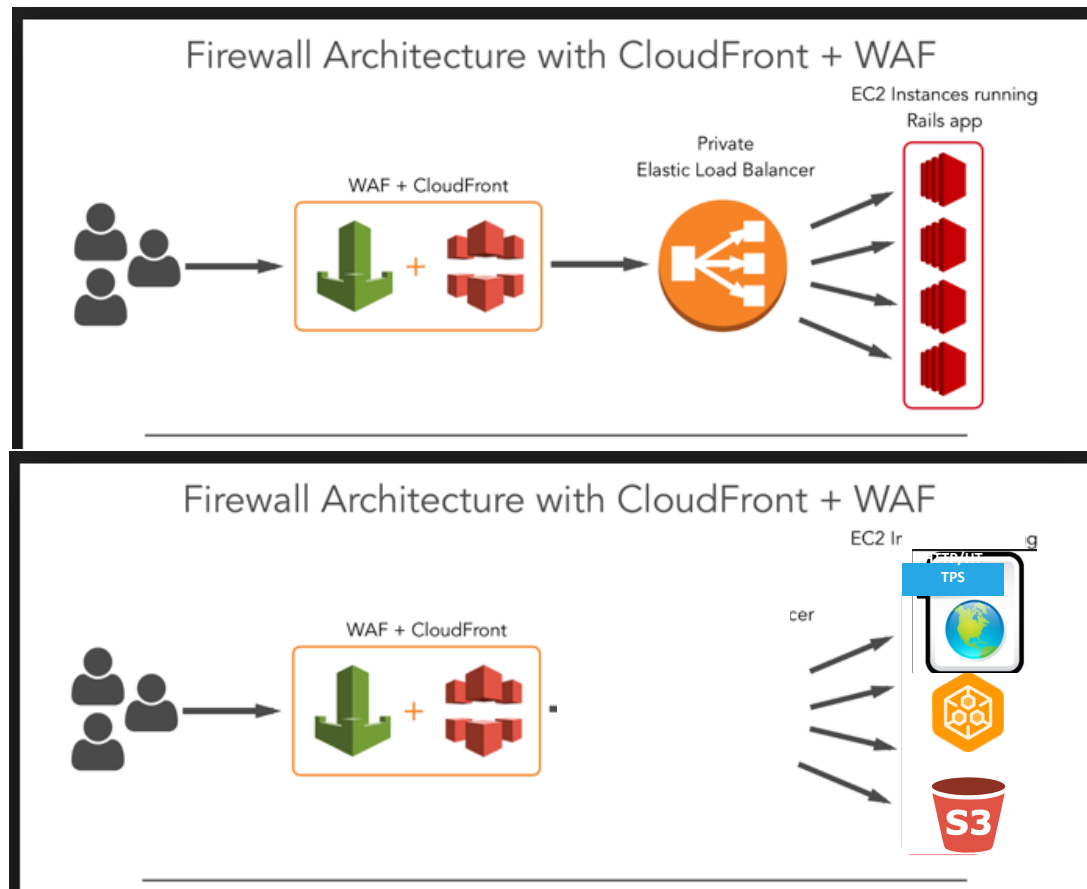 Firewall Architecture with CloudFront + WAF
EC2 Instances running
Rails app
Private
Elastic Load Balancer
WAF + CloudFront
+
Firewall Architecture with CloudFront + WAF
EC2 Ir
g
TPS
cer
WAF + CloudFront
+
S3